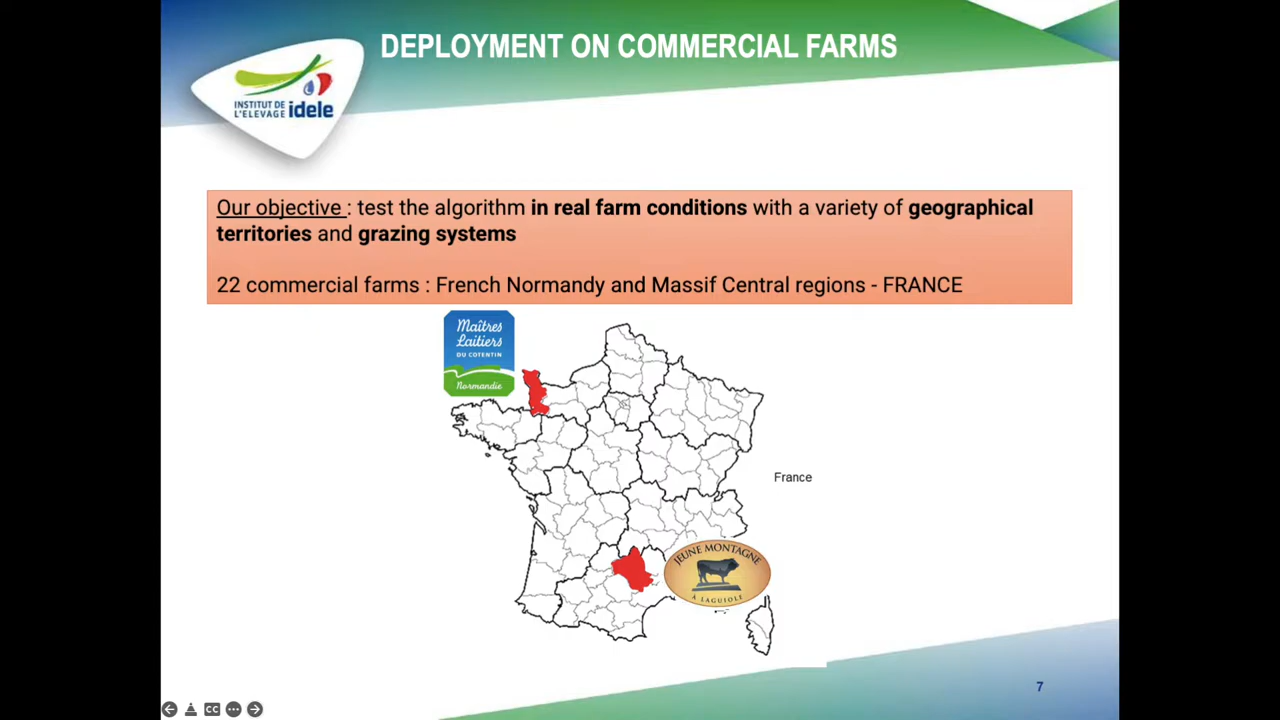 DEPLOYMENT ON COMMERCIAL FARMS
INSTITUT DE
L'ELEVAGE idele
Our objective : test the algorithm in real farm conditions with a variety of geographical
territories and grazing systems
22 commercial farms : French Normandy and Massif Central regions - FRANCE
Maîtres
Laitiers
DU COTENTIN
Normandie
France
JEUNE MONTAGNE
À LAGUIOLE
7
CC